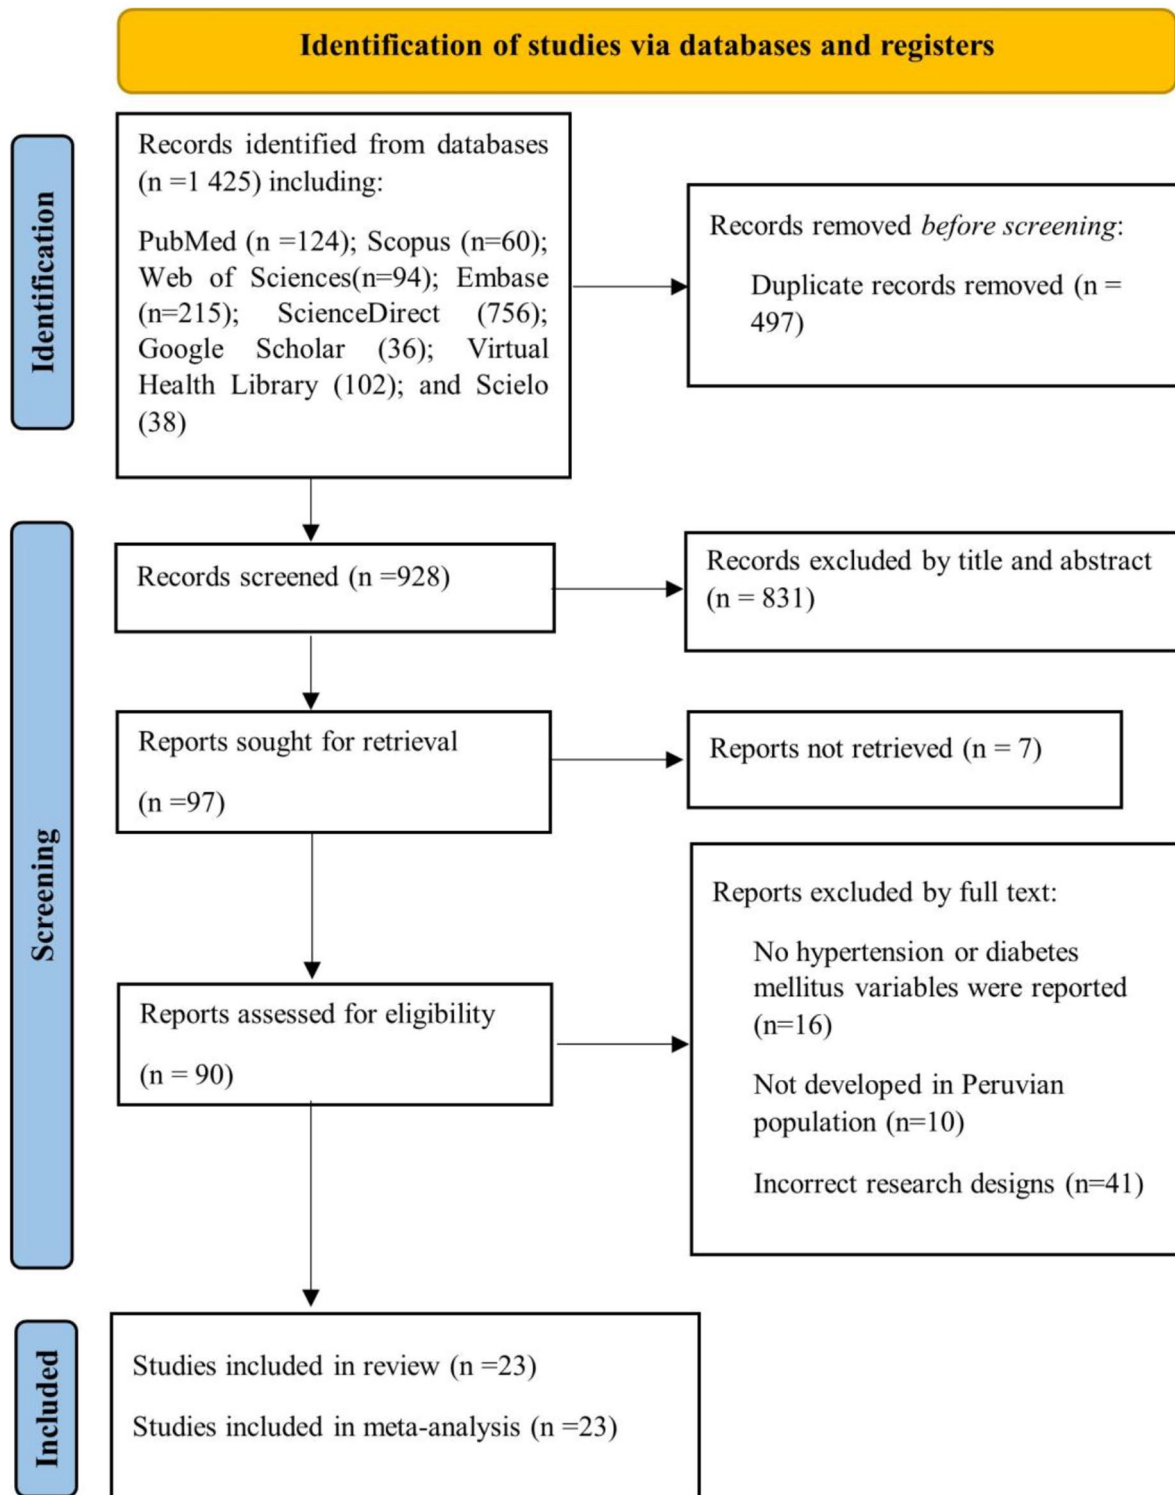 Identification of studies via databases and registers
Identification
Records identified from databases
(n =1 425) including:
PubMed (n =124); Scopus (n=60);
Web of Sciences(n=94); Embase
(n=215); ScienceDirect (756);
Google Scholar (36); Virtual
Health Library (102); and Scielo
(38)
Records removed before screening:
Duplicate records removed (n =
497)
Screening
Records screened (n =928)
Records excluded by title and abstract
(n = 831)
Reports sought for retrieval
(n =97)
Reports not retrieved (n = 7)
Reports assessed for eligibility
(n = 90)
Reports excluded by full text:
No hypertension or diabetes
mellitus variables were reported
(n=16)
Not developed in Peruvian
population (n=10)
Incorrect research designs (n=41)
Included
Studies included in review (n =23)
Studies included in meta-analysis (n =23)